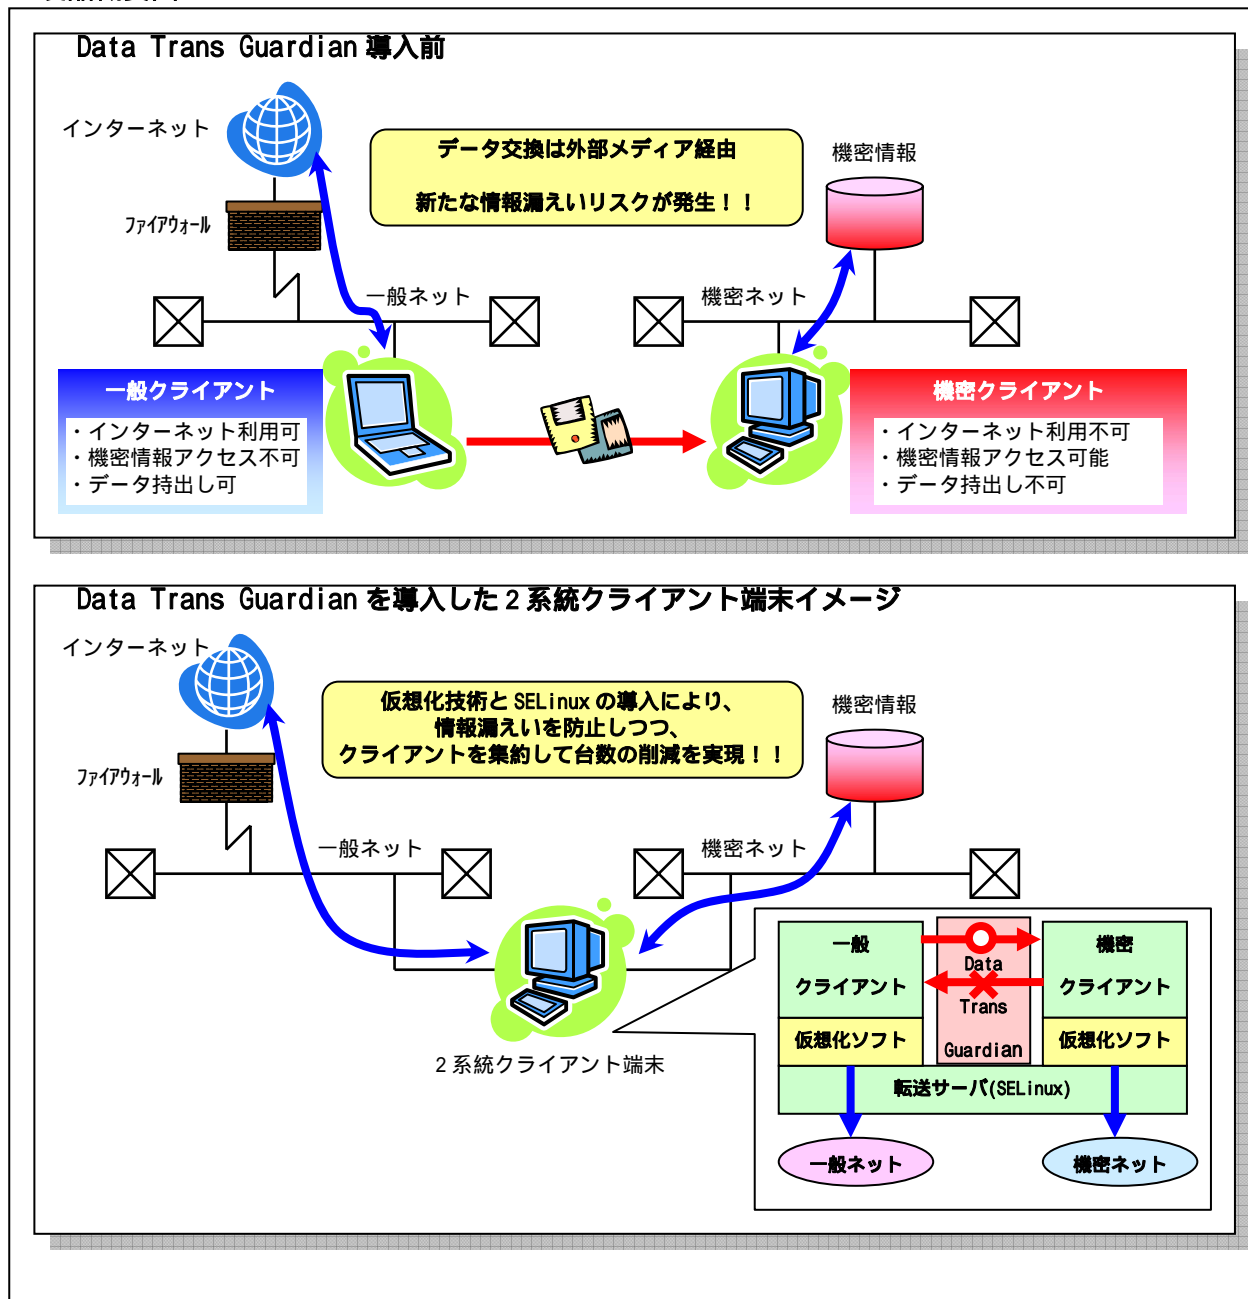 Data Trans Guardian 導入前
インターネット
データ交換は外部メディア経由
新たな情報漏えいリスクが発生！！
機密情報
ファイアウォール
一般ネット
機密ネット
一般クライアント
・インターネット利用可
・機密情報アクセス不可
・データ持出し可
機密クライアント
・インターネット利用不可
・機密情報アクセス可能
・データ持出し不可
Data Trans Guardian を導入した２系統クライアント端末イメージ
インターネット
仮想化技術と SELinux の導入により、
情報漏えいを防止しつつ、
クライアントを集約して台数の削減を実現！！
機密情報
ファイアウォール
一般ネット
機密ネット
２系統クライアント端末
一般
クライアント
仮想化ソフト
Data
Trans
Guardian
機密
クライアント
仮想化ソフト
転送サーバ(SELinux)
一般ネット
機密ネット